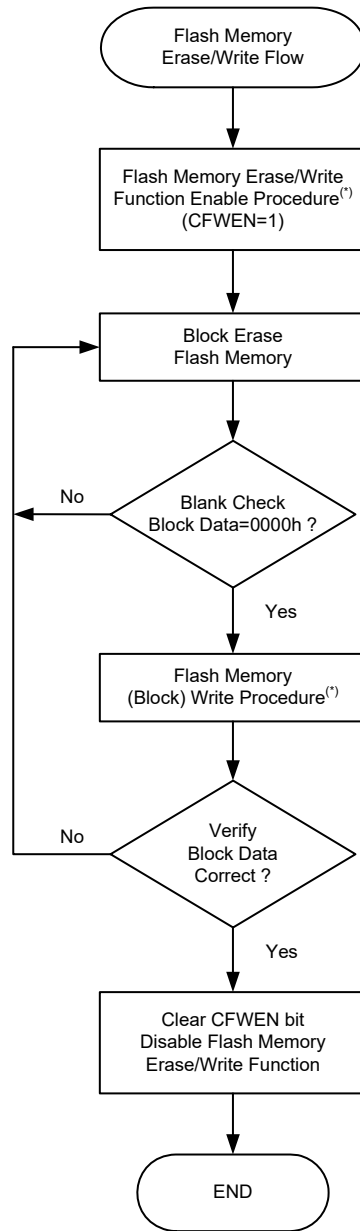 Flash Memory
Erase/Write Flow
Flash Memory Erase/Write
Function Enable Procedure(*)
(CFWEN=1)
Block Erase
Flash Memory
No
Blank Check
Block Data=0000h ?
Yes
Flash Memory
(Block) Write Procedure(*)
No
Verify
Block Data
Correct ?
Yes
Clear CFWEN bit
Disable Flash Memory
Erase/Write Function
END